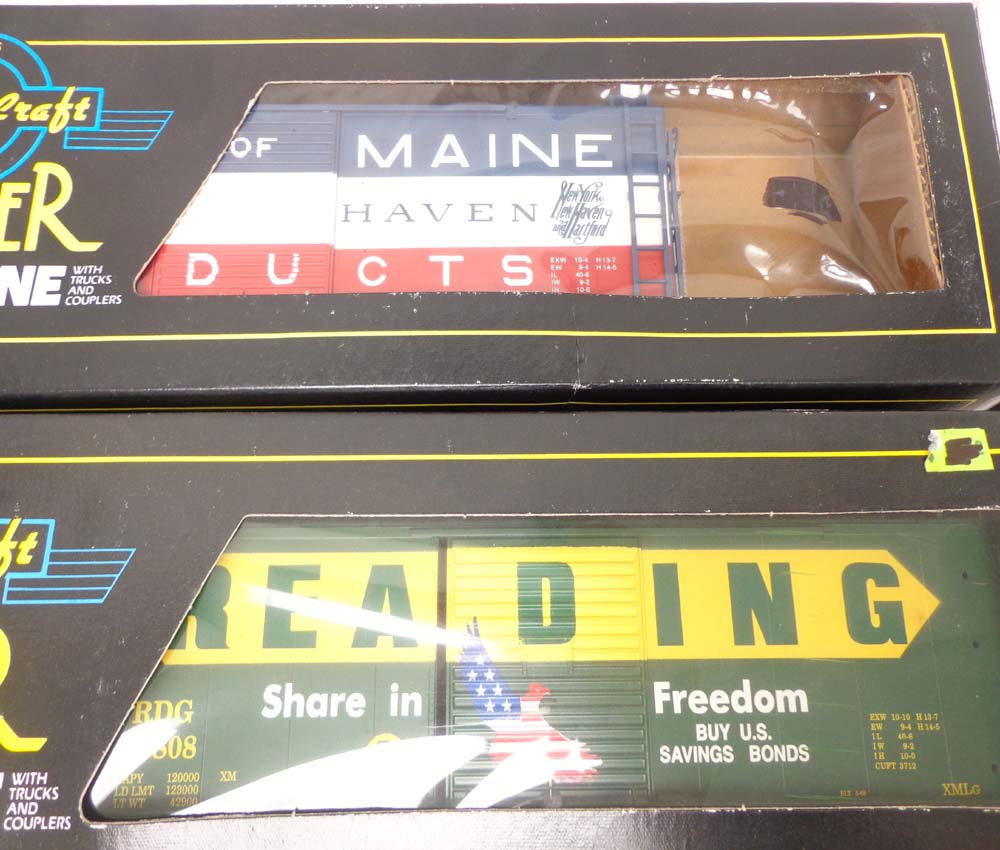 Craft
ER
NE
WITH
TRUCKS
AND
COUPLERS
OF MAINE
HAVEN
New York,
New Haven
and Hartford
DUCTS
EXW 10-4 H 13-7
EW 9-4 H 14-5
IL 40-6
IW 9-2
IH 10-6
ft
R
WITH
TRUCKS
AND
COUPLERS
READING
Share in Freedom
BUY U.S.
SAVINGS BONDS
RDG
808
CAPY 120000 XM
LD LMT 123000
LT WT 42900
EXW 10-10 H 13-7
EW 9-4 H 14-5
IL 40-6
IW 9-2
IH 10-0
CUFT 3712
XMLG